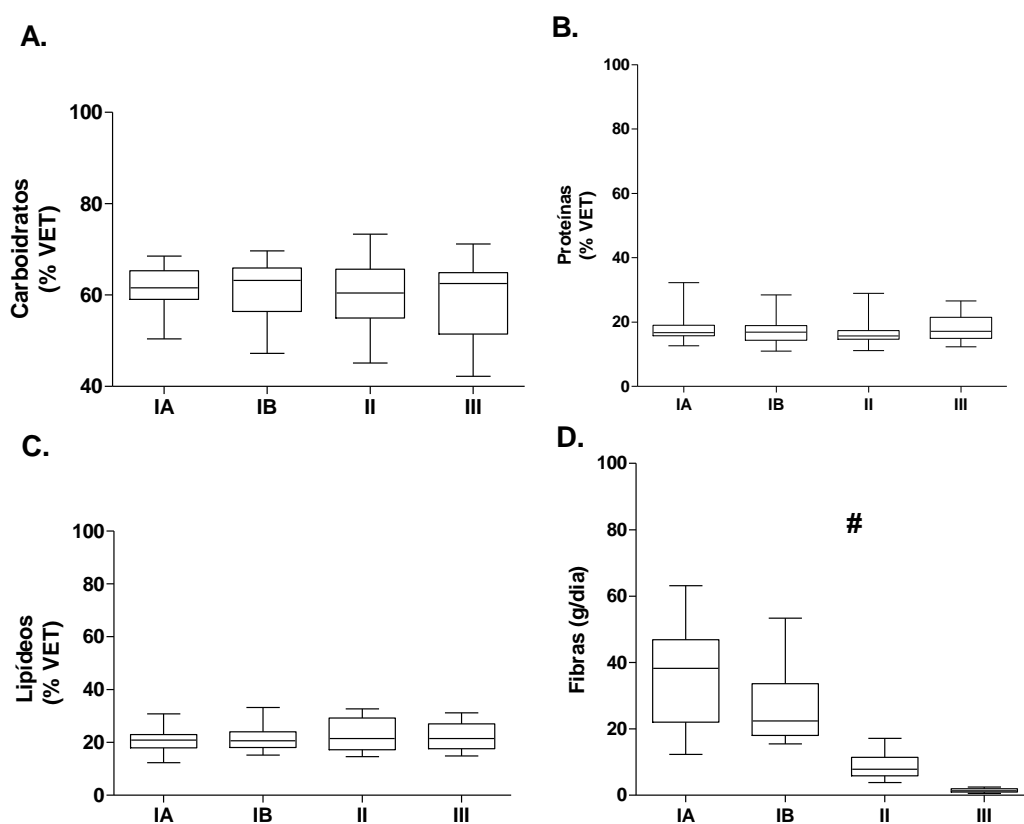 A.
Carboidratos
(% VET)
100
80
60
40
IA IB II III
B.
Proteínas
(% VET)
100
80
60
40
20
0
IA IB II III
C.
Lipídeos
(% VET)
100
80
60
40
20
0
IA IB II III
D.
Fibras (g/dia)
100
80
60
40
20
0
#
IA IB II III